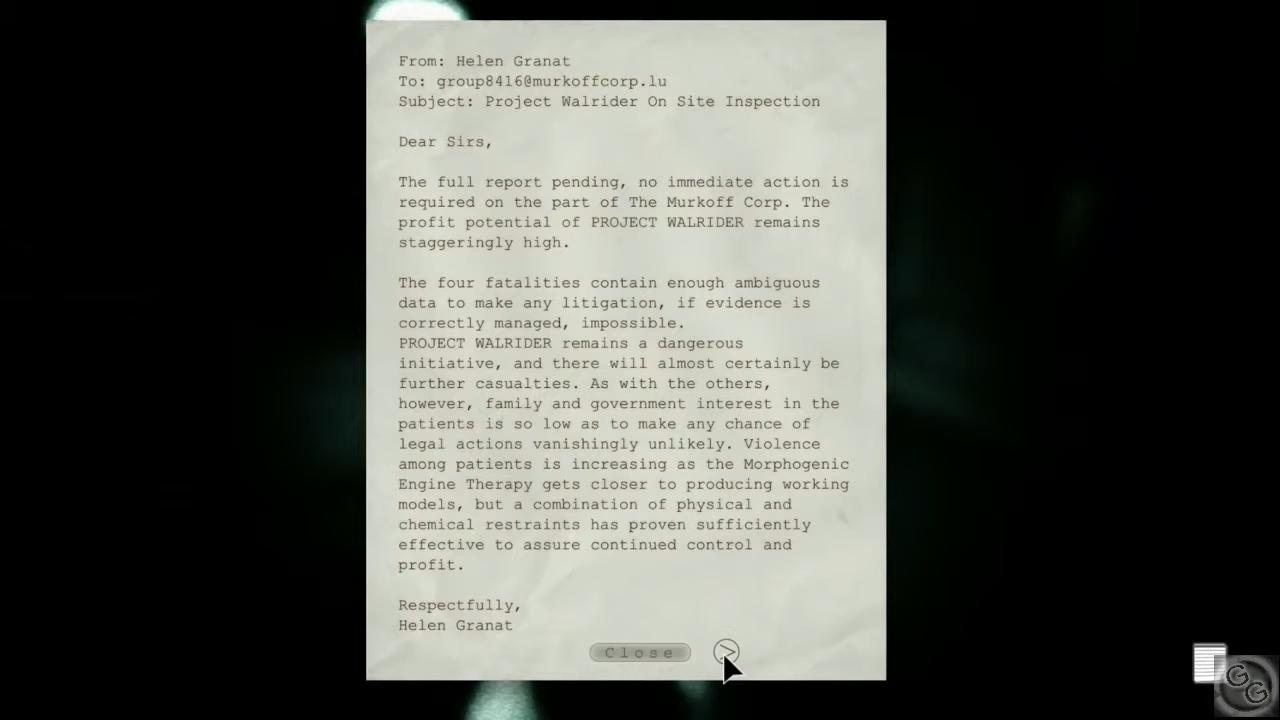 From: Helen Granat
To: group8416@murkoffcorp.lu
Subject: Project Walrider On Site Inspection
Dear Sirs,
The full report pending, no immediate action is
required on the part of The Murkoff Corp. The
profit potential of PROJECT WALRIDER remains
staggeringly high.
The four fatalities contain enough ambiguous
data to make any litigation, if evidence is
correctly managed, impossible.
PROJECT WALRIDER remains a dangerous
initiative, and there will almost certainly be
further casualties. As with the others,
however, family and government interest in the
patients is so low as to make any chance of
legal actions vanishingly unlikely. Violence
among patients is increasing as the Morphogenic
Engine Therapy gets closer to producing working
models, but a combination of physical and
chemical restraints has proven sufficiently
effective to assure continued control and
profit.
Respectfully,
Helen Granat
Close >
GG